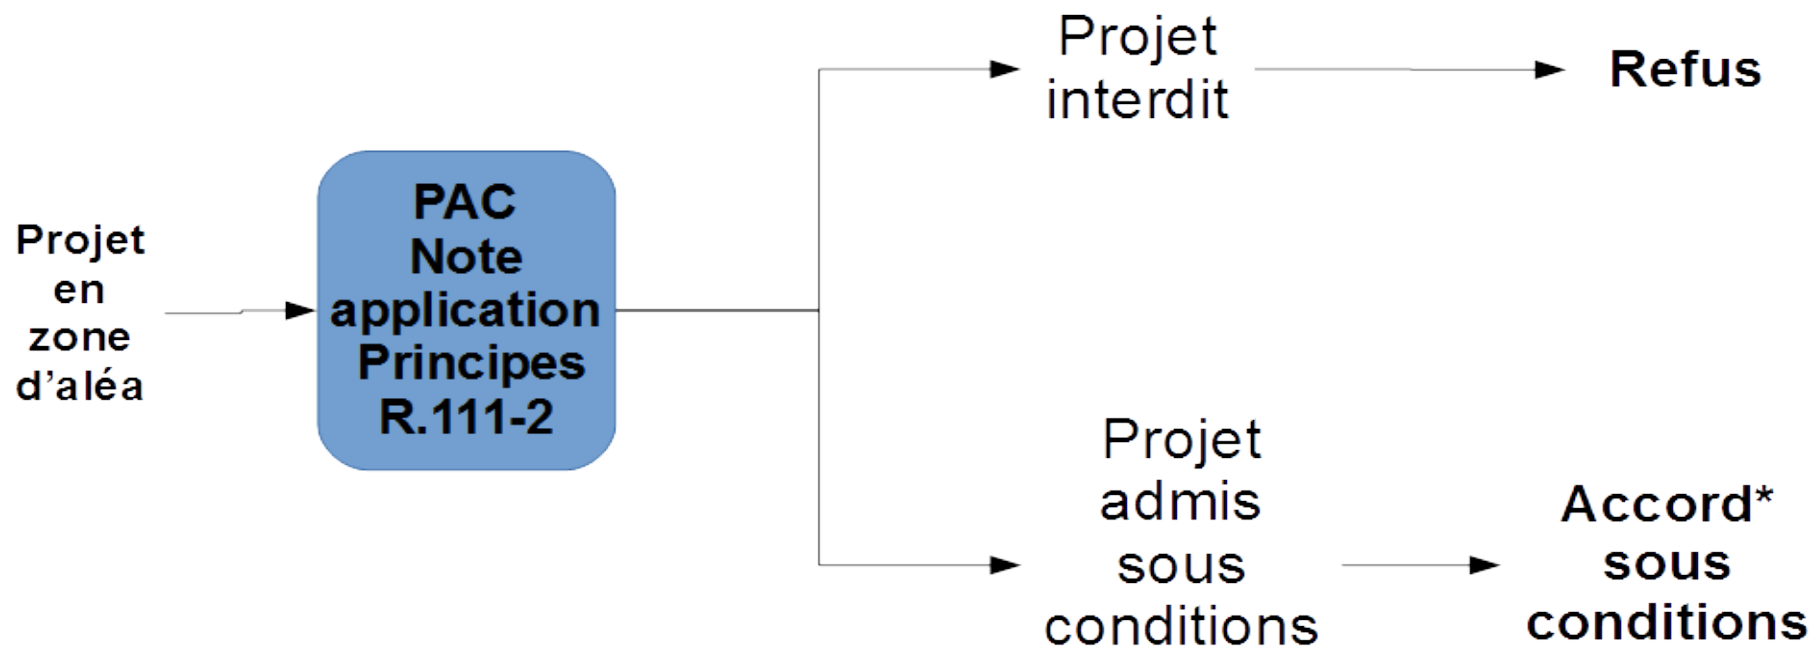 Projet
en
zone
d'aléa
PAC
Note
application
Principes
R.111-2
Projet
interdit
Refus
Projet
admis
sous
conditions
Accord*
sous
conditions